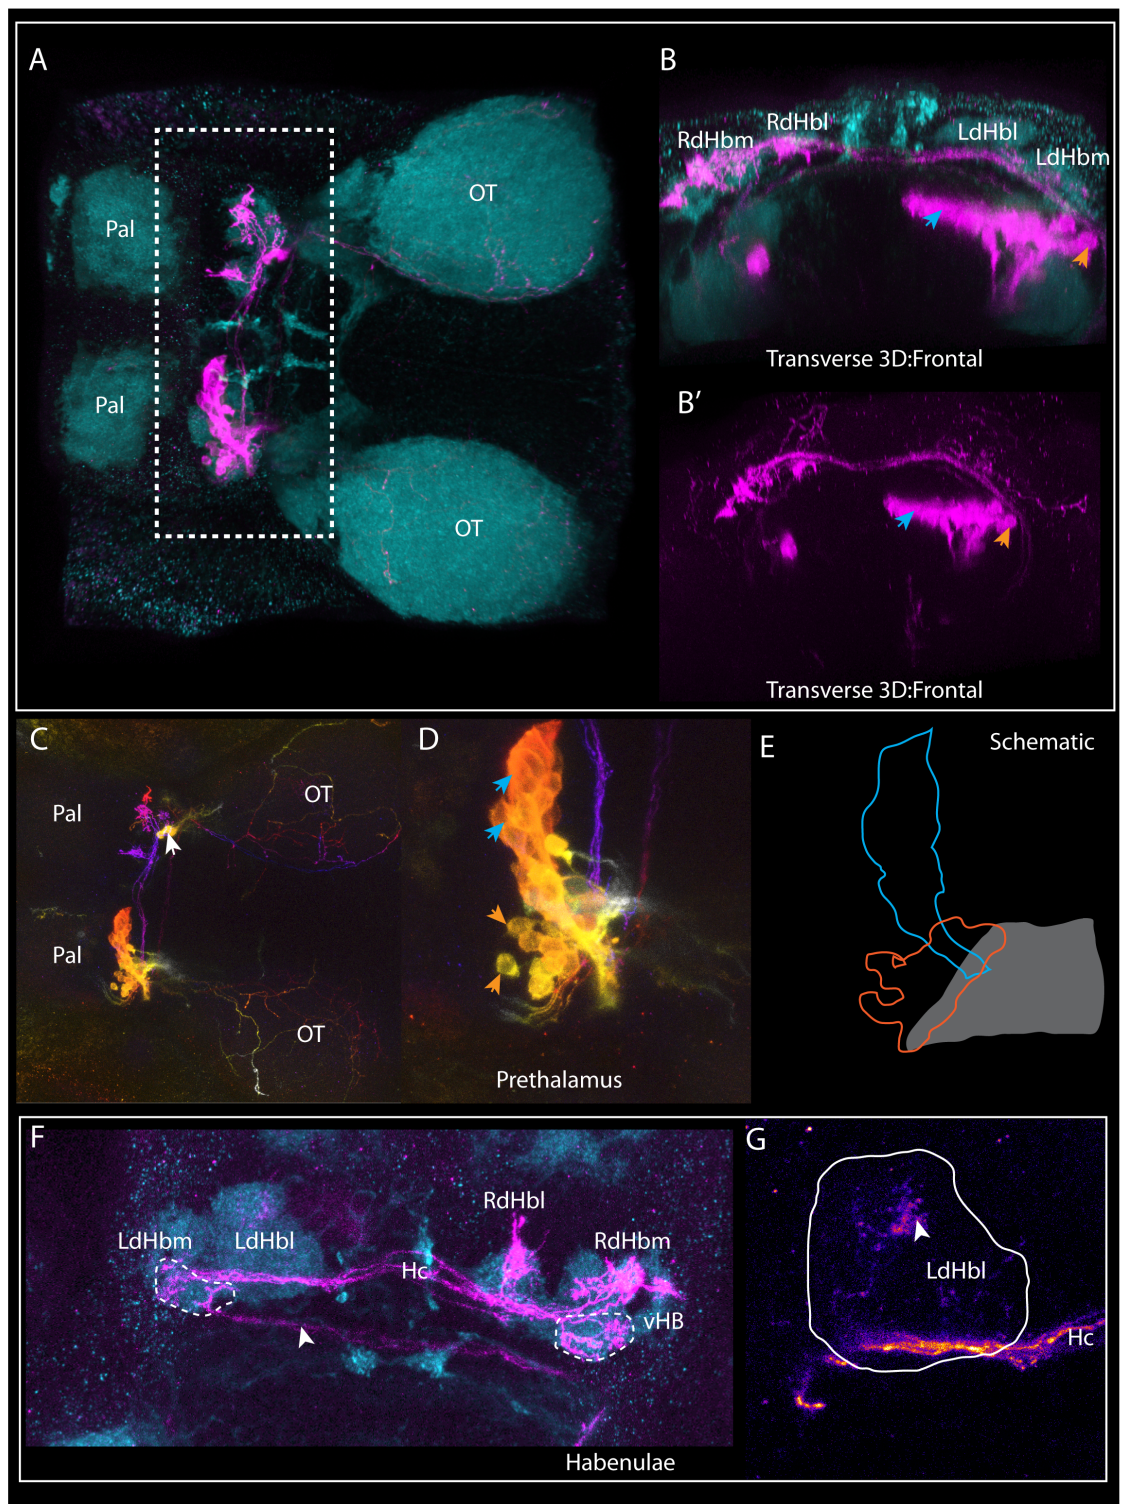 A
Pal
Pal
OT
OT
B
RdHbm
RdHbl
LdHbl
LdHbm
Transverse 3D:Frontal
B’
Transverse 3D:Frontal
C
Pal
Pal
OT
OT
D
Prethalamus
E
Schematic
F
LdHbm
LdHbl
Hc
RdHbl
RdHbm
vHB
Habenulae
G
LdHbl
Hc